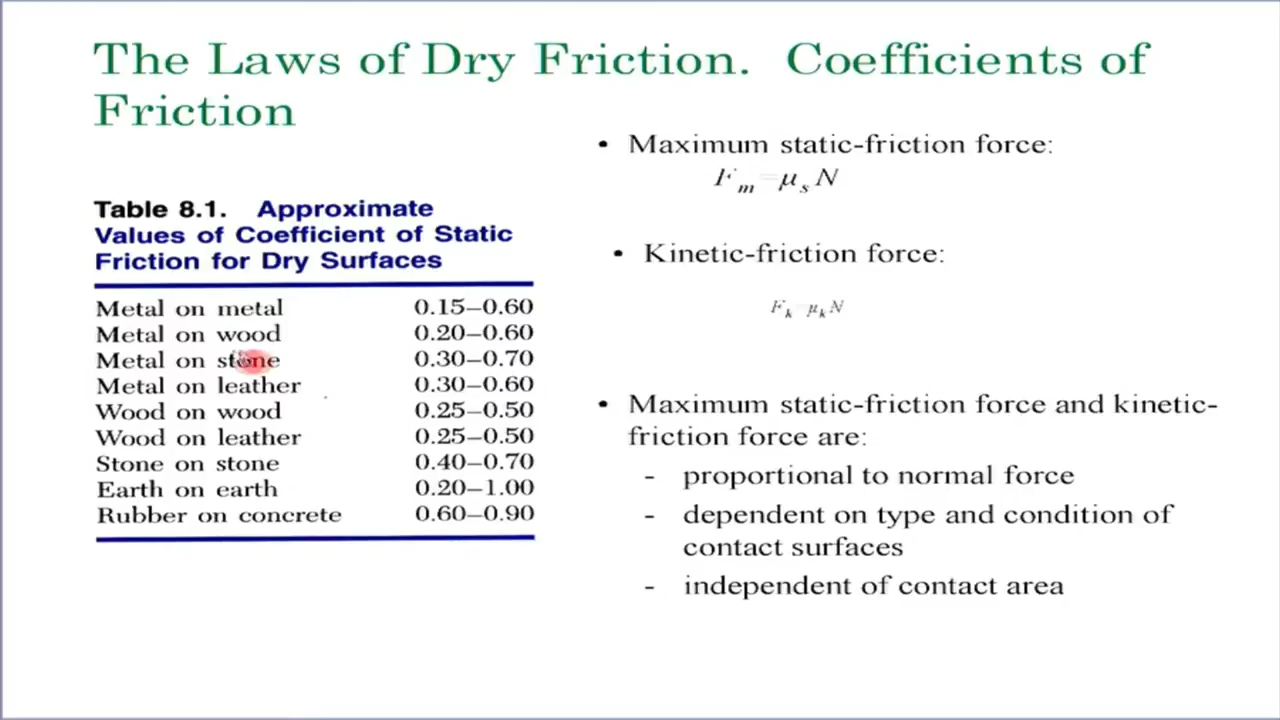 The Laws of Dry Friction. Coefficients of
Friction
Table 8.1. Approximate
Values of Coefficient of Static
Friction for Dry Surfaces
Metal on metal 0.15–0.60
Metal on wood 0.20–0.60
Metal on stone 0.30–0.70
Metal on leather 0.30–0.60
Wood on wood 0.25–0.50
Wood on leather 0.25–0.50
Stone on stone 0.40–0.70
Earth on earth 0.20–1.00
Rubber on concrete 0.60–0.90
• Maximum static-friction force:
F_m = μ_s N
• Kinetic-friction force:
F_k = μ_k N
• Maximum static-friction force and kinetic-
friction force are:
- proportional to normal force
- dependent on type and condition of
contact surfaces
- independent of contact area